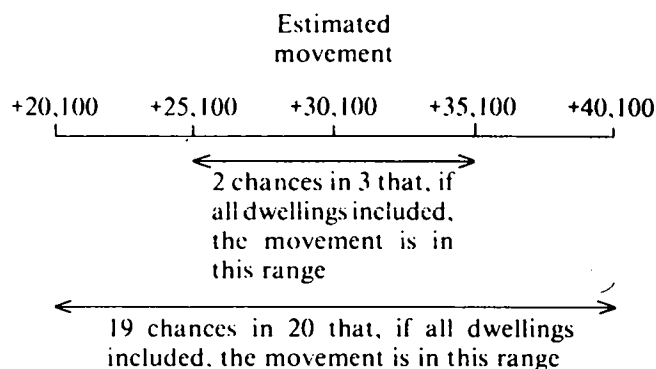 Estimated
movement
+20,100 +25,100 +30,100 +35,100 +40,100
2 chances in 3 that, if
all dwellings included,
the movement is in
this range
19 chances in 20 that, if all dwellings
included, the movement is in this range